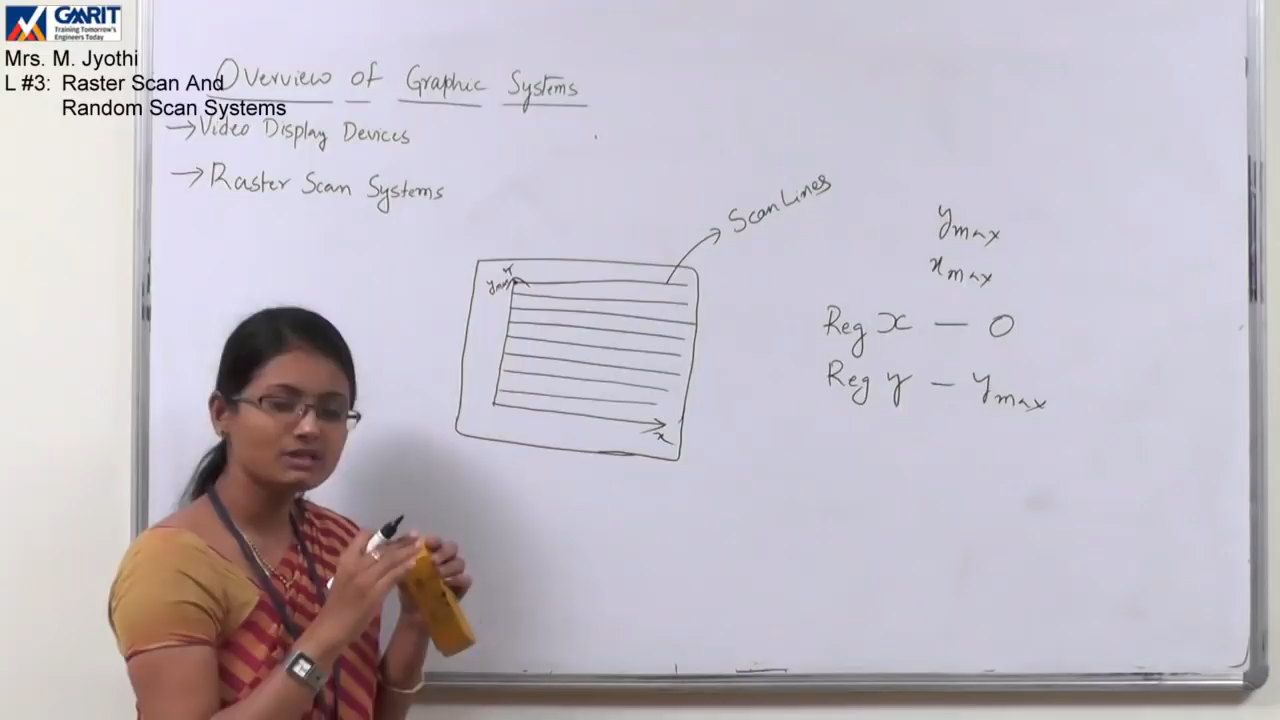 GMRIT
Training Tomorrow's
Engineers Today
Mrs. M. Jyothi
L #3: Raster Scan And
Random Scan Systems
Overview of Graphic Systems
→Video Display Devices
→Raster Scan Systems
Scan Lines
y
ymax
x
ymax
xmax
Reg x — 0
Reg y — ymax